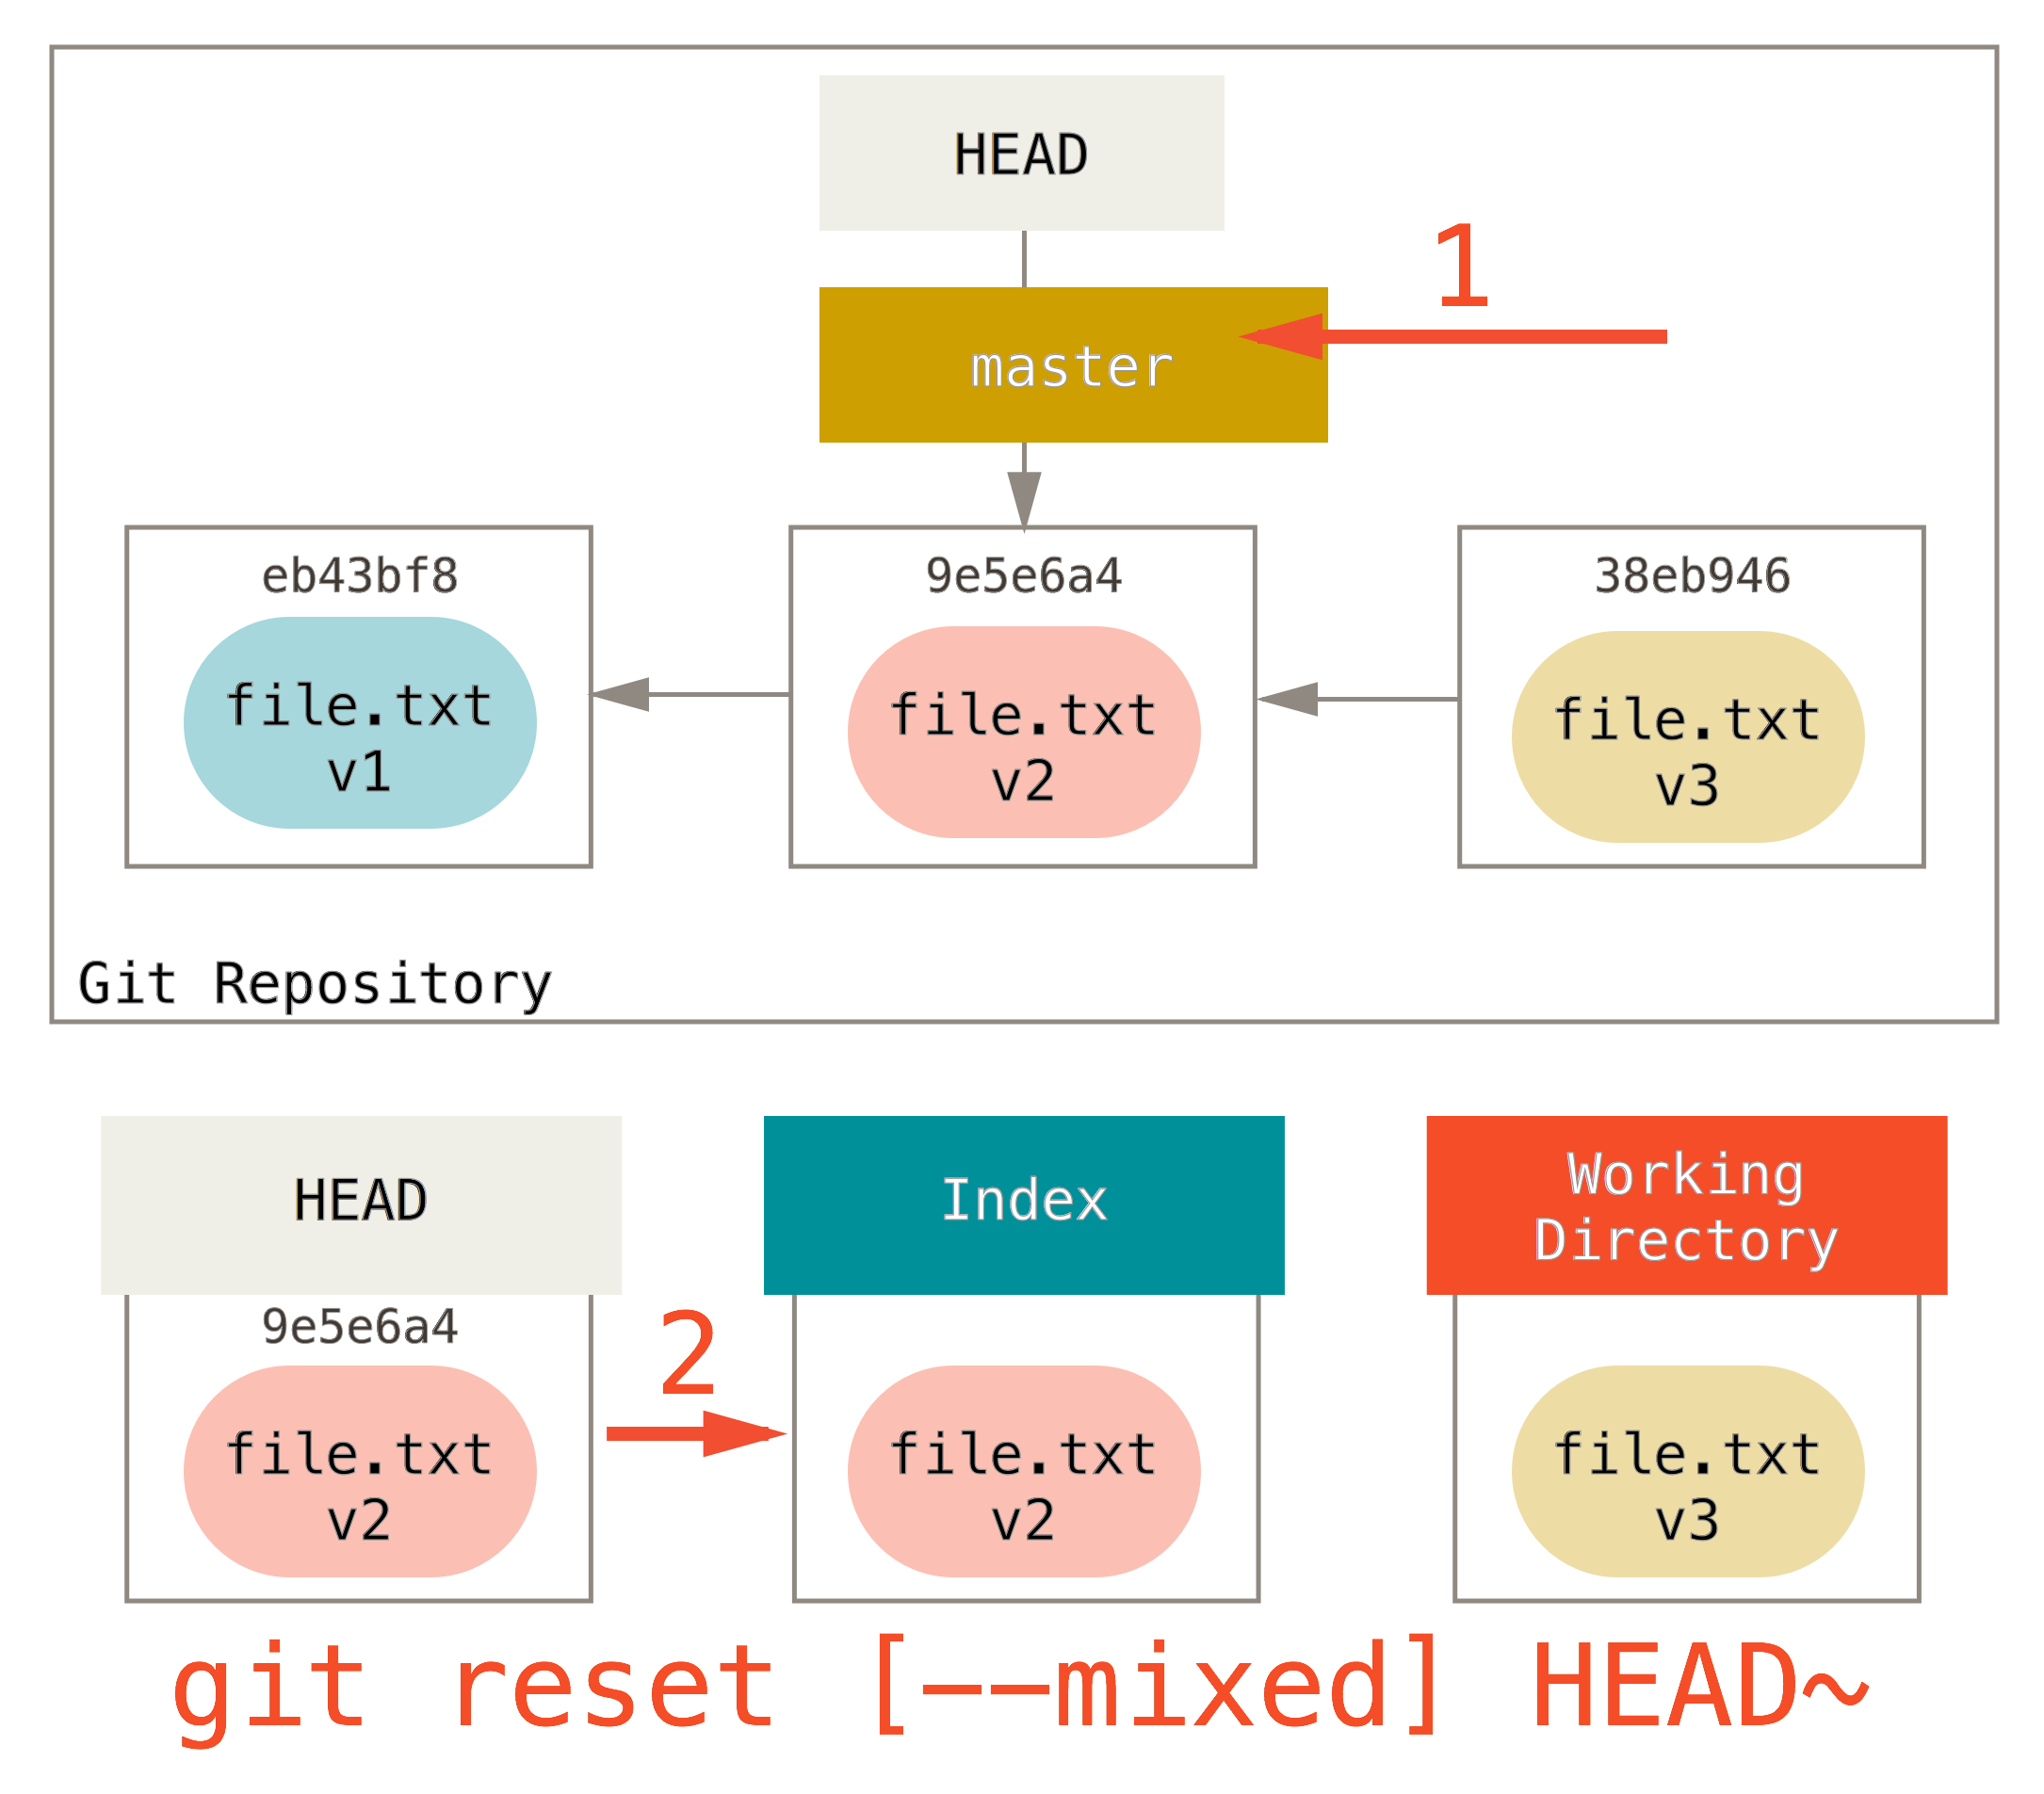 HEAD
1
master
eb43bf8
9e5e6a4
38eb946
file.txt
v1
file.txt
v2
file.txt
v3
Git Repository
HEAD
Index
Working
Directory
9e5e6a4
2
file.txt
v2
file.txt
v2
file.txt
v3
git reset [--mixed] HEAD~